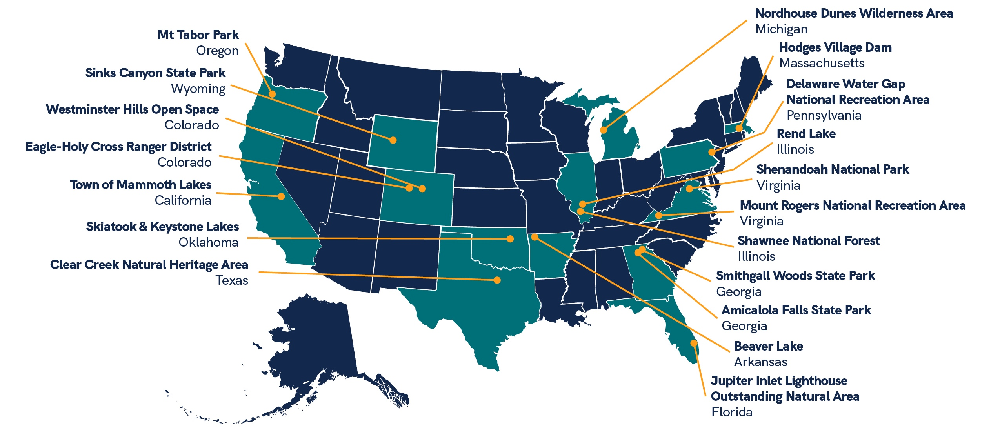 Mt Tabor Park
Oregon
Sinks Canyon State Park
Wyoming
Westminster Hills Open Space
Colorado
Eagle-Holy Cross Ranger District
Colorado
Town of Mammoth Lakes
California
Skiatook & Keystone Lakes
Oklahoma
Clear Creek Natural Heritage Area
Texas
Nordhouse Dunes Wilderness Area
Michigan
Hodges Village Dam
Massachusetts
Delaware Water Gap
National Recreation Area
Pennsylvania
Rend Lake
Illinois
Shenandoah National Park
Virginia
Mount Rogers National Recreation Area
Virginia
Shawnee National Forest
Illinois
Smithgall Woods State Park
Georgia
Amicalola Falls State Park
Georgia
Beaver Lake
Arkansas
Jupiter Inlet Lighthouse
Outstanding Natural Area
Florida